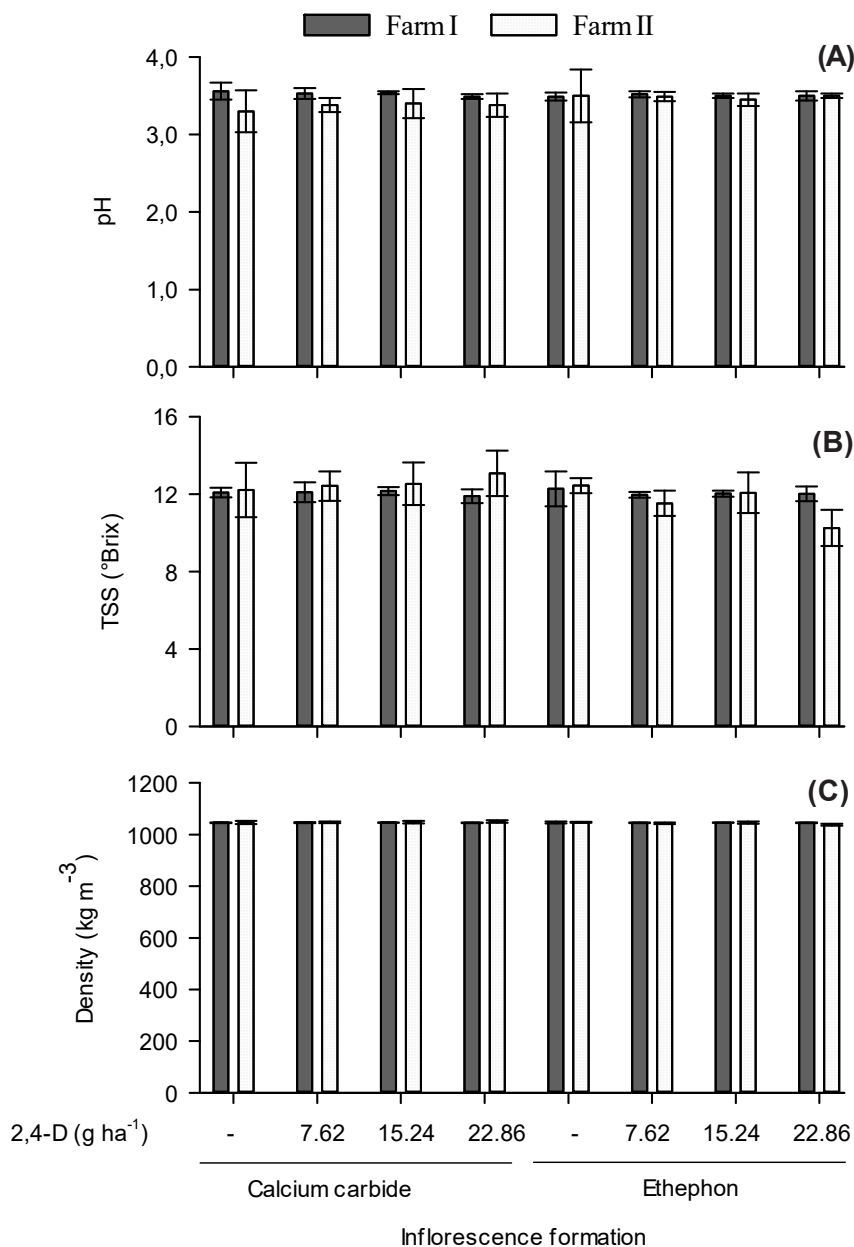 Farm I Farm II
(A)
4,0
3,0
2,0
1,0
0,0
pH
(B)
16
12
8
4
0
TSS (°Brix)
(C)
1200
1000
800
600
400
200
0
Density (kg m⁻³)
2,4-D (g ha⁻¹) - 7.62 15.24 22.86 - 7.62 15.24 22.86
Calcium carbide Ethephon
Inflorescence formation